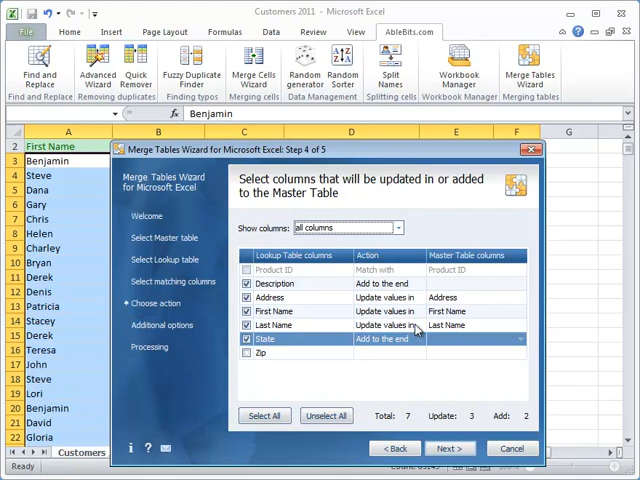 Customers 2011 - Microsoft Excel
File Home Insert Page Layout Formulas Data Review View AbleBits.com
Find and Replace
Advanced Wizard
Quick Remover
Fuzzy Duplicate Finder
Merge Cells Wizard
Random generator
Random Sorter
Split Names
Workbook Manager
Merge Tables Wizard
Find and Replace Removing duplicates Finding typos Merging cells Data Management Splitting cells Workbook Manager Merging tables
fx Benjamin
A B C D E F G H
2 First Name
3 Benjamin
4 Steve
5 Dana
6 Gary
7 Chris
8 Helen
9 Charley
10 Bryan
11 Derek
12 Denis
13 Patricia
14 Stacey
15 Derek
16 Teresa
17 John
18 Steve
19 Lori
20 Benjamin
21 David
22 Gloria
Merge Tables Wizard for Microsoft Excel: Step 4 of 5
Merge Tables Wizard
for Microsoft Excel
Welcome
Select Master table
Select Lookup table
Select matching columns
Choose action
Additional options
Processing
Select columns that will be updated in or added
to the Master Table
Show columns: all columns
Lookup Table columns Action Master Table columns
Product ID Match with Product ID
Description Add to the end
Address Update values in Address
First Name Update values in First Name
Last Name Update values in Last Name
State Add to the end
Zip
Select All Unselect All Total: 7 Update: 3 Add: 2
< Back Next > Cancel
Customers
Ready